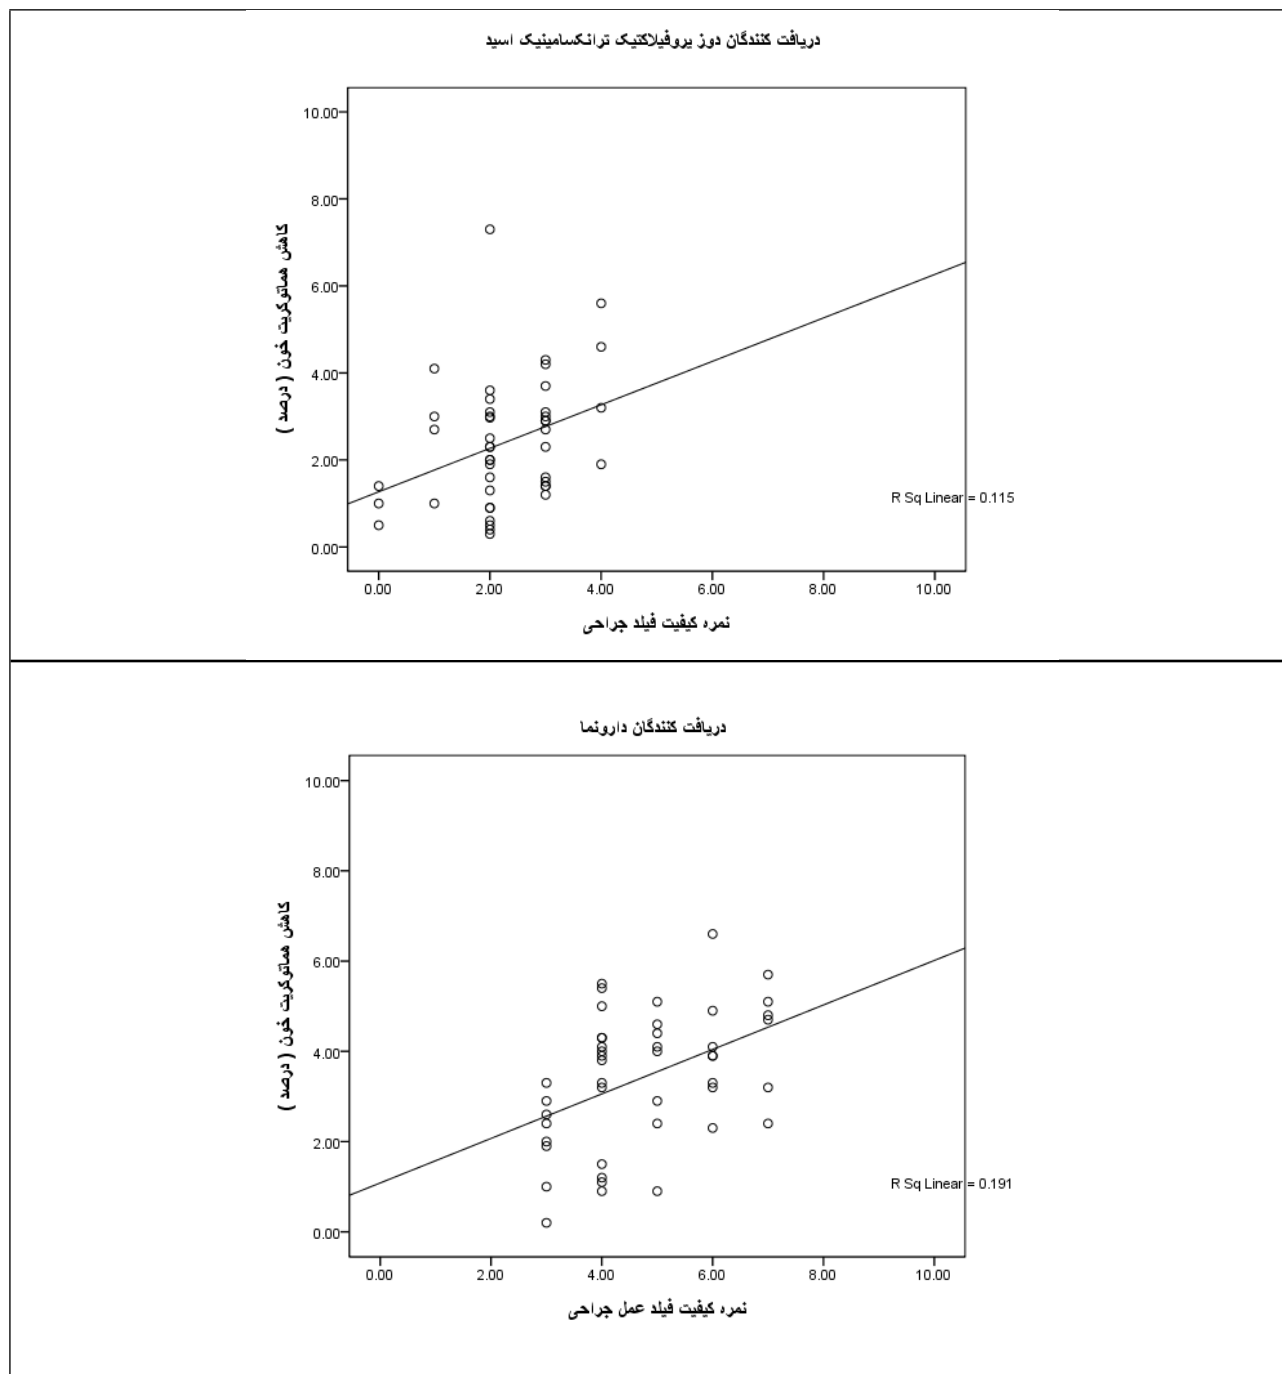 دریافت کنندگان دوز پروفیلاکتیک ترانکسامینیک اسید
10.00
8.00
6.00
4.00
2.00
0.00
کاهش هماتوکریت خون ( درصد )
R Sq Linear = 0.115
0.00 2.00 4.00 6.00 8.00 10.00
نمره کیفیت فیلد جراحی
دریافت کنندگان دارونما
10.00
8.00
6.00
4.00
2.00
0.00
کاهش هماتوکریت خون ( درصد )
R Sq Linear = 0.191
0.00 2.00 4.00 6.00 8.00 10.00
نمره کیفیت فیلد عمل جراحی